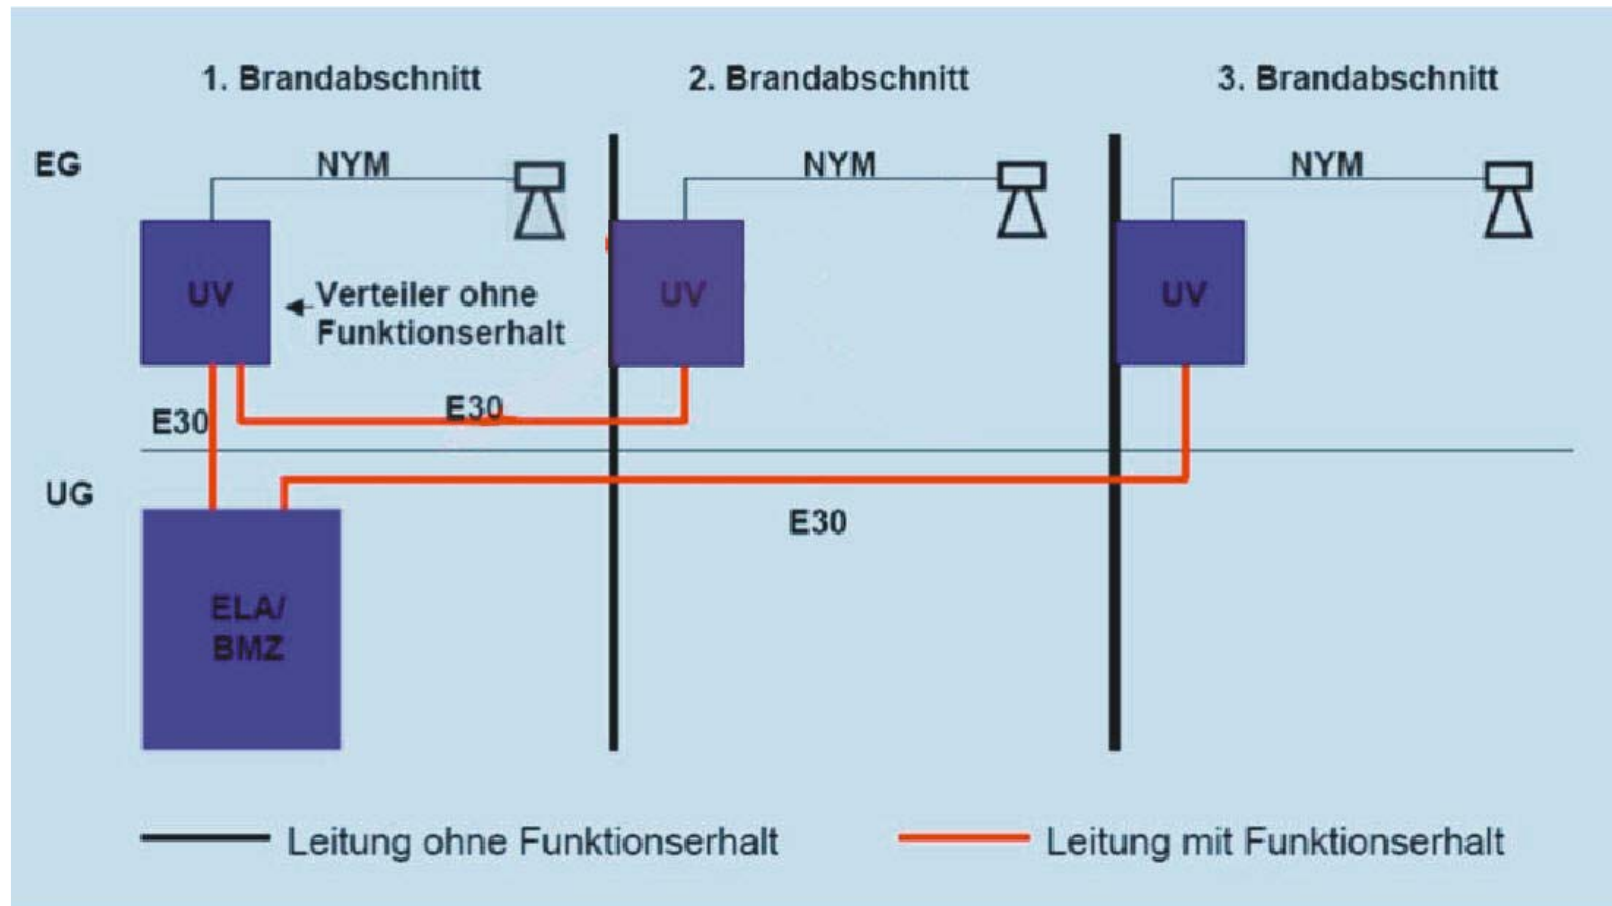 1. Brandabschnitt
2. Brandabschnitt
3. Brandabschnitt
EG
NYM
NYM
NYM
UV
Verteiler ohne
Funktionserhalt
UV
UV
E30
E30
UG
E30
ELA/
BMZ
Leitung ohne Funktionserhalt
Leitung mit Funktionserhalt